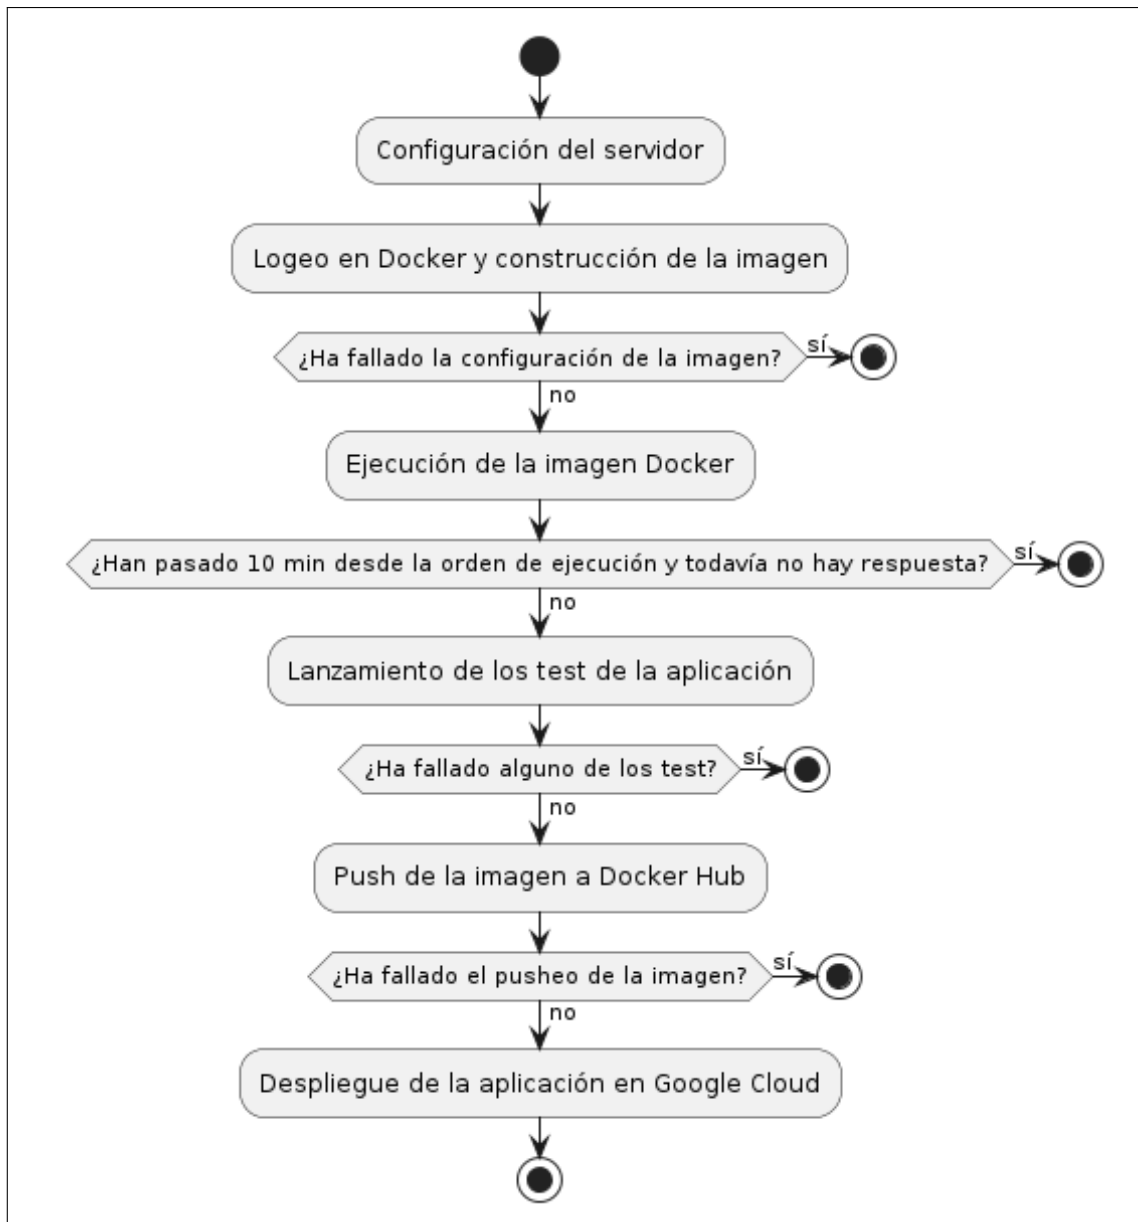 Configuración del servidor
Logeo en Docker y construcción de la imagen
¿Ha fallado la configuración de la imagen?
sí
no
Ejecución de la imagen Docker
¿Han pasado 10 min desde la orden de ejecución y todavía no hay respuesta?
sí
no
Lanzamiento de los test de la aplicación
¿Ha fallado alguno de los test?
sí
no
Push de la imagen a Docker Hub
¿Ha fallado el pusheo de la imagen?
sí
no
Despliegue de la aplicación en Google Cloud